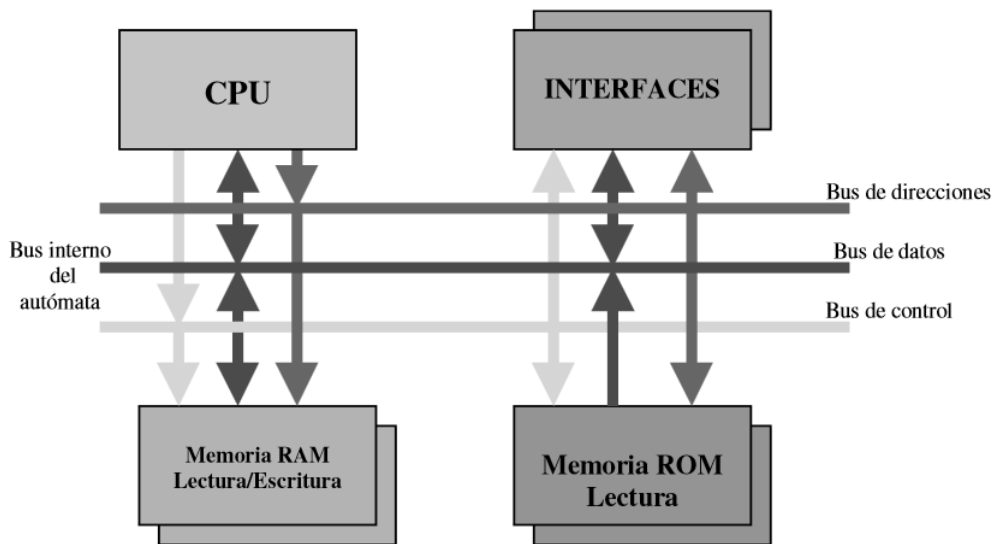 CPU
INTERFACES
Bus de direcciones
Bus interno
del
autómata
Bus de datos
Bus de control
Memoria RAM
Lectura/Escritura
Memoria ROM
Lectura